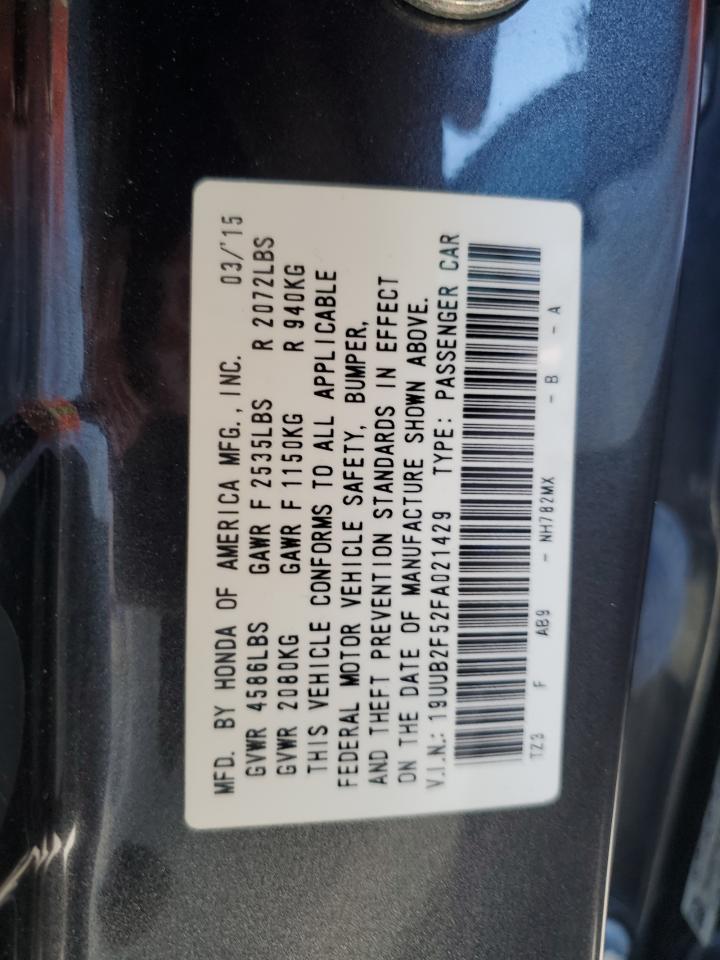 MFD. BY HONDA OF AMERICA MFG., INC. 03/'15
GVWR 4586LBS GAWR F 2535LBS R 2072LBS
GVWR 2080KG GAWR F 1150KG R 940KG
THIS VEHICLE CONFORMS TO ALL APPLICABLE
FEDERAL MOTOR VEHICLE SAFETY, BUMPER,
AND THEFT PREVENTION STANDARDS IN EFFECT
ON THE DATE OF MANUFACTURE SHOWN ABOVE.
V.I.N.: 19UUB2F52FA021429 TYPE: PASSENGER CAR
TZ3 F AB9 - NH782MX - B - A